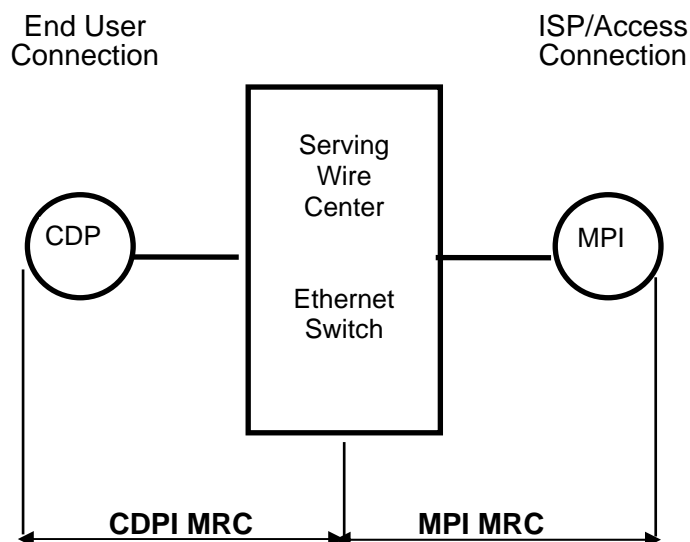 End User
Connection
ISP/Access
Connection
Serving
Wire
Center
CDP
MPI
Ethernet
Switch
CDPI MRC
MPI MRC